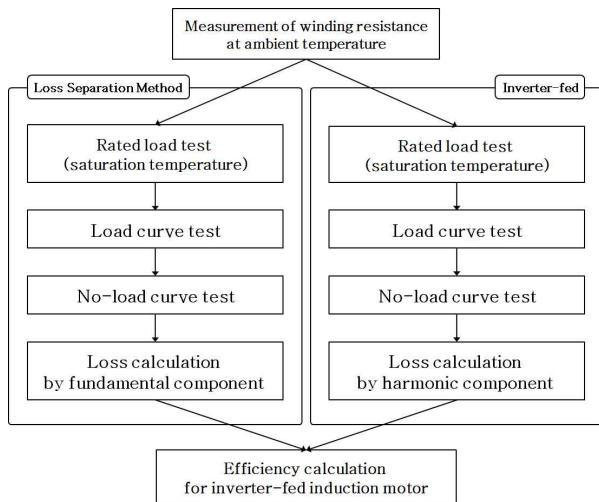 Measurement of winding resistance
at ambient temperature
Loss Separation Method
Rated load test
(saturation temperature)
Load curve test
No-load curve test
Loss calculation
by fundamental component
Inverter-fed
Rated load test
(saturation temperature)
Load curve test
No-load curve test
Loss calculation
by harmonic component
Efficiency calculation
for inverter-fed induction motor